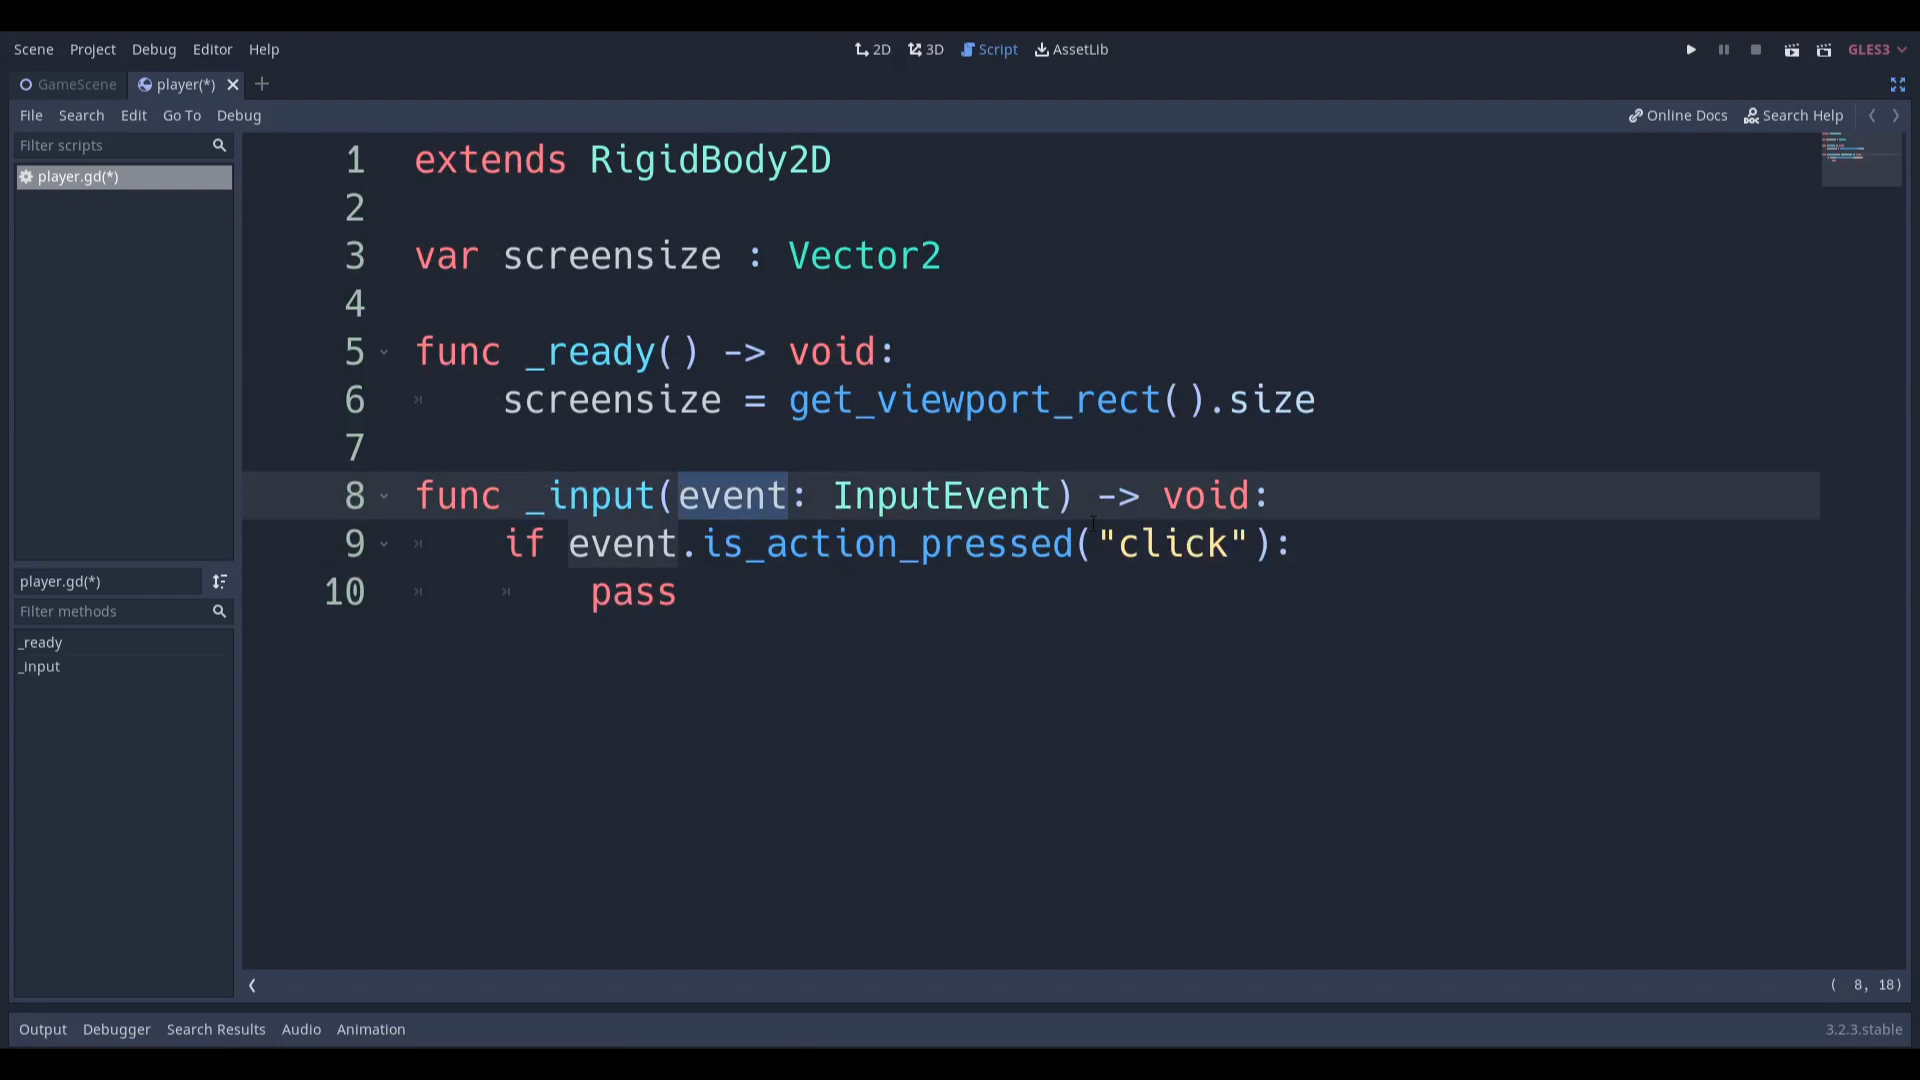 Scene Project Debug Editor Help 2D 3D Script AssetLib GLES3
GameScene player(*)
File Search Edit Go To Debug Online Docs Search Help
Filter scripts
player.gd(*)
player.gd(*)
Filter methods
_ready
_input
1 extends RigidBody2D
2
3 var screensize : Vector2
4
5 func _ready() -> void:
6 screensize = get_viewport_rect().size
7
8 func _input(event: InputEvent) -> void:
9 if event.is_action_pressed("click"):
10 pass
( 8, 18)
Output Debugger Search Results Audio Animation 3.2.3.stable